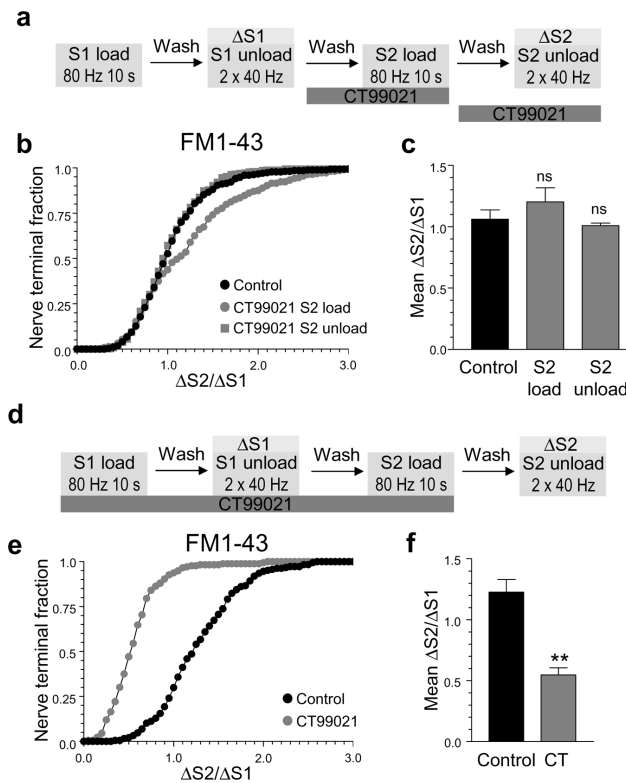 a
S1 load
80 Hz 10 s
Wash
ΔS1
S1 unload
2 x 40 Hz
Wash
S2 load
80 Hz 10 s
CT99021
Wash
ΔS2
S2 unload
2 x 40 Hz
CT99021
b
FM1-43
Nerve terminal fraction
1.0
0.75
0.5
0.25
0.0
0.0
1.0
2.0
3.0
ΔS2/ΔS1
Control
CT99021 S2 load
CT99021 S2 unload
c
Mean ΔS2/ΔS1
1.5
1.0
0.5
0.0
ns
ns
Control
S2
load
S2
unload
d
S1 load
80 Hz 10 s
Wash
ΔS1
S1 unload
2 x 40 Hz
Wash
S2 load
80 Hz 10 s
CT99021
Wash
ΔS2
S2 unload
2 x 40 Hz
e
FM1-43
Nerve terminal fraction
1.0
0.75
0.5
0.25
0.0
0.0
1.0
2.0
3.0
ΔS2/ΔS1
Control
CT99021
f
Mean ΔS2/ΔS1
1.5
1.0
0.5
0.0
**
Control
CT